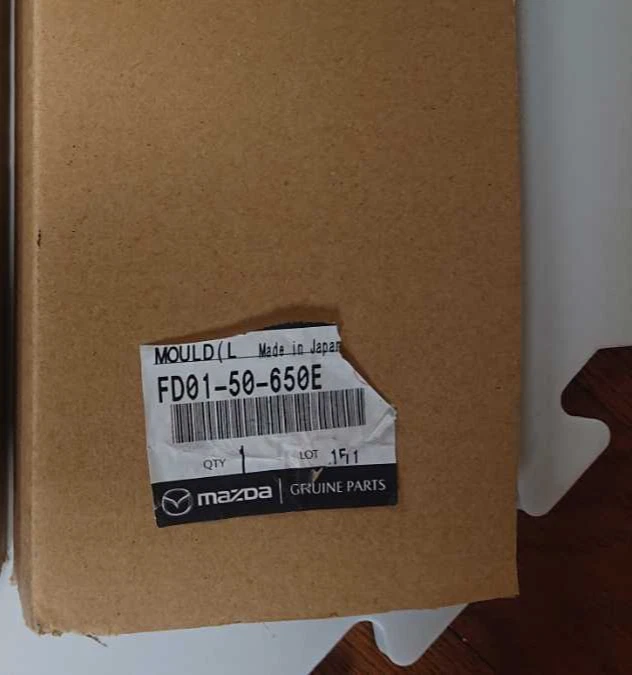 MOULD(L Made in Japan
FD01-50-650E
QTY 1 LOT 1F11
mazda GRUINE PARTS